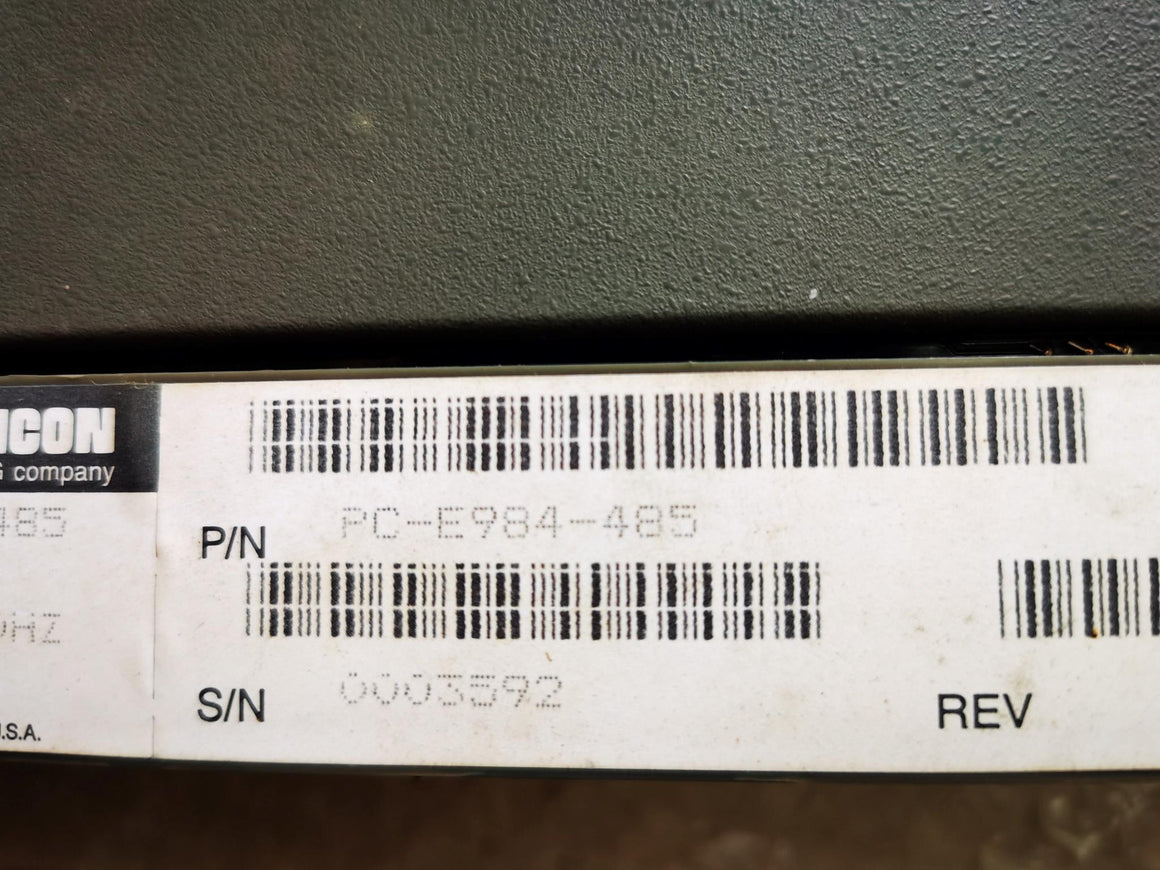 ICON
G company
485
HZ
U.S.A.
P/N PC-E984-485
S/N 0003592
REV